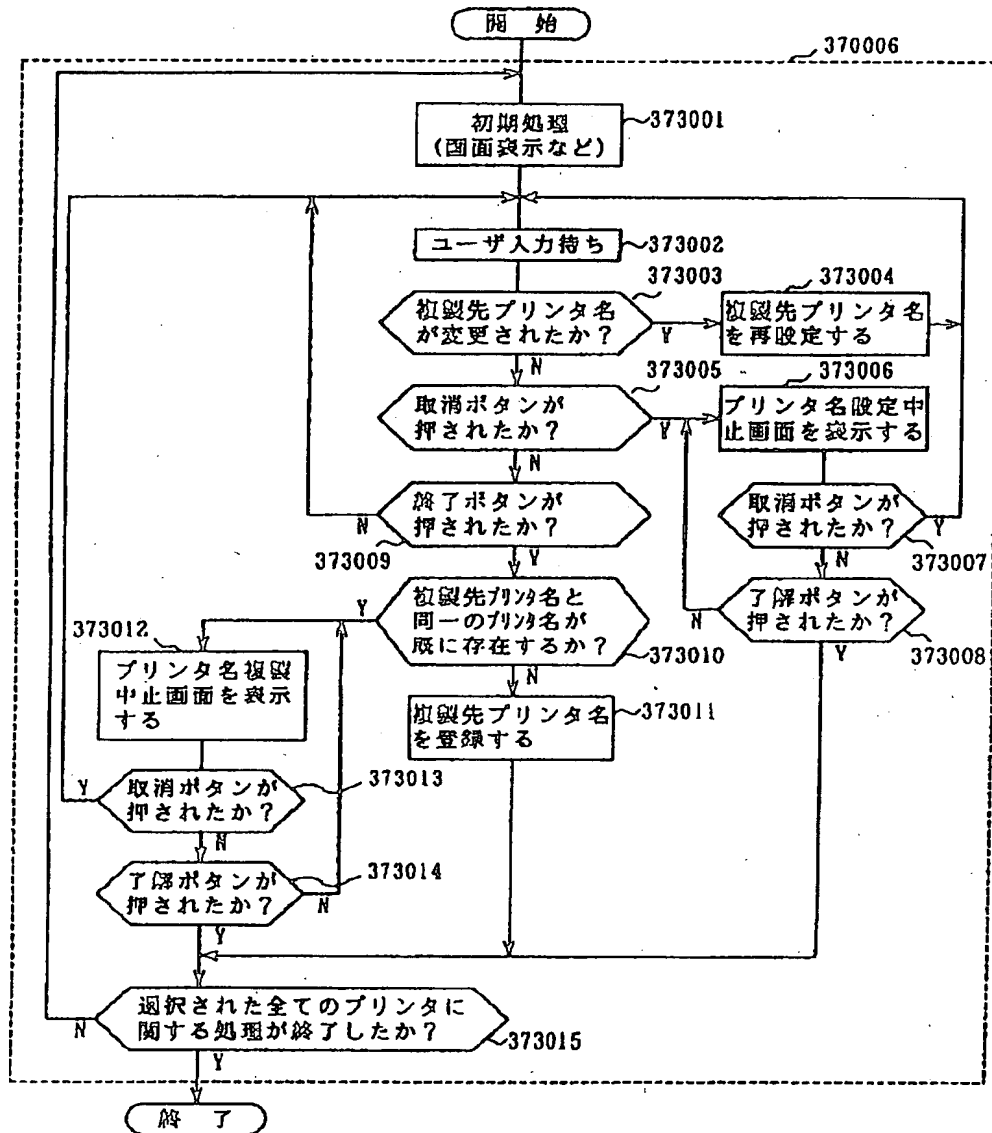 開 始
370006
初期処理
(画面表示など)
373001
ユーザ入力待ち
373002
373003
複製先プリンタ名
が変更されたか?
Y
N
373004
複製先プリンタ名
を再設定する
373005
取消ボタンが
押されたか?
Y
N
373006
プリンタ名設定中
止画面を表示する
終了ボタンが
押されたか?
N
Y
373009
取消ボタンが
押されたか?
Y
N
373007
了解ボタンが
押されたか?
N
Y
373008
複製先プリンタ名と
同一のプリンタ名が
既に存在するか?
Y
N
373010
373012
プリンタ名複製
中止画面を表示
する
複製先プリンタ名
を登録する
373011
取消ボタンが
押されたか?
Y
N
373013
了解ボタンが
押されたか?
N
Y
373014
選択された全てのプリンタに
関する処理が終了したか?
N
Y
373015
終 了